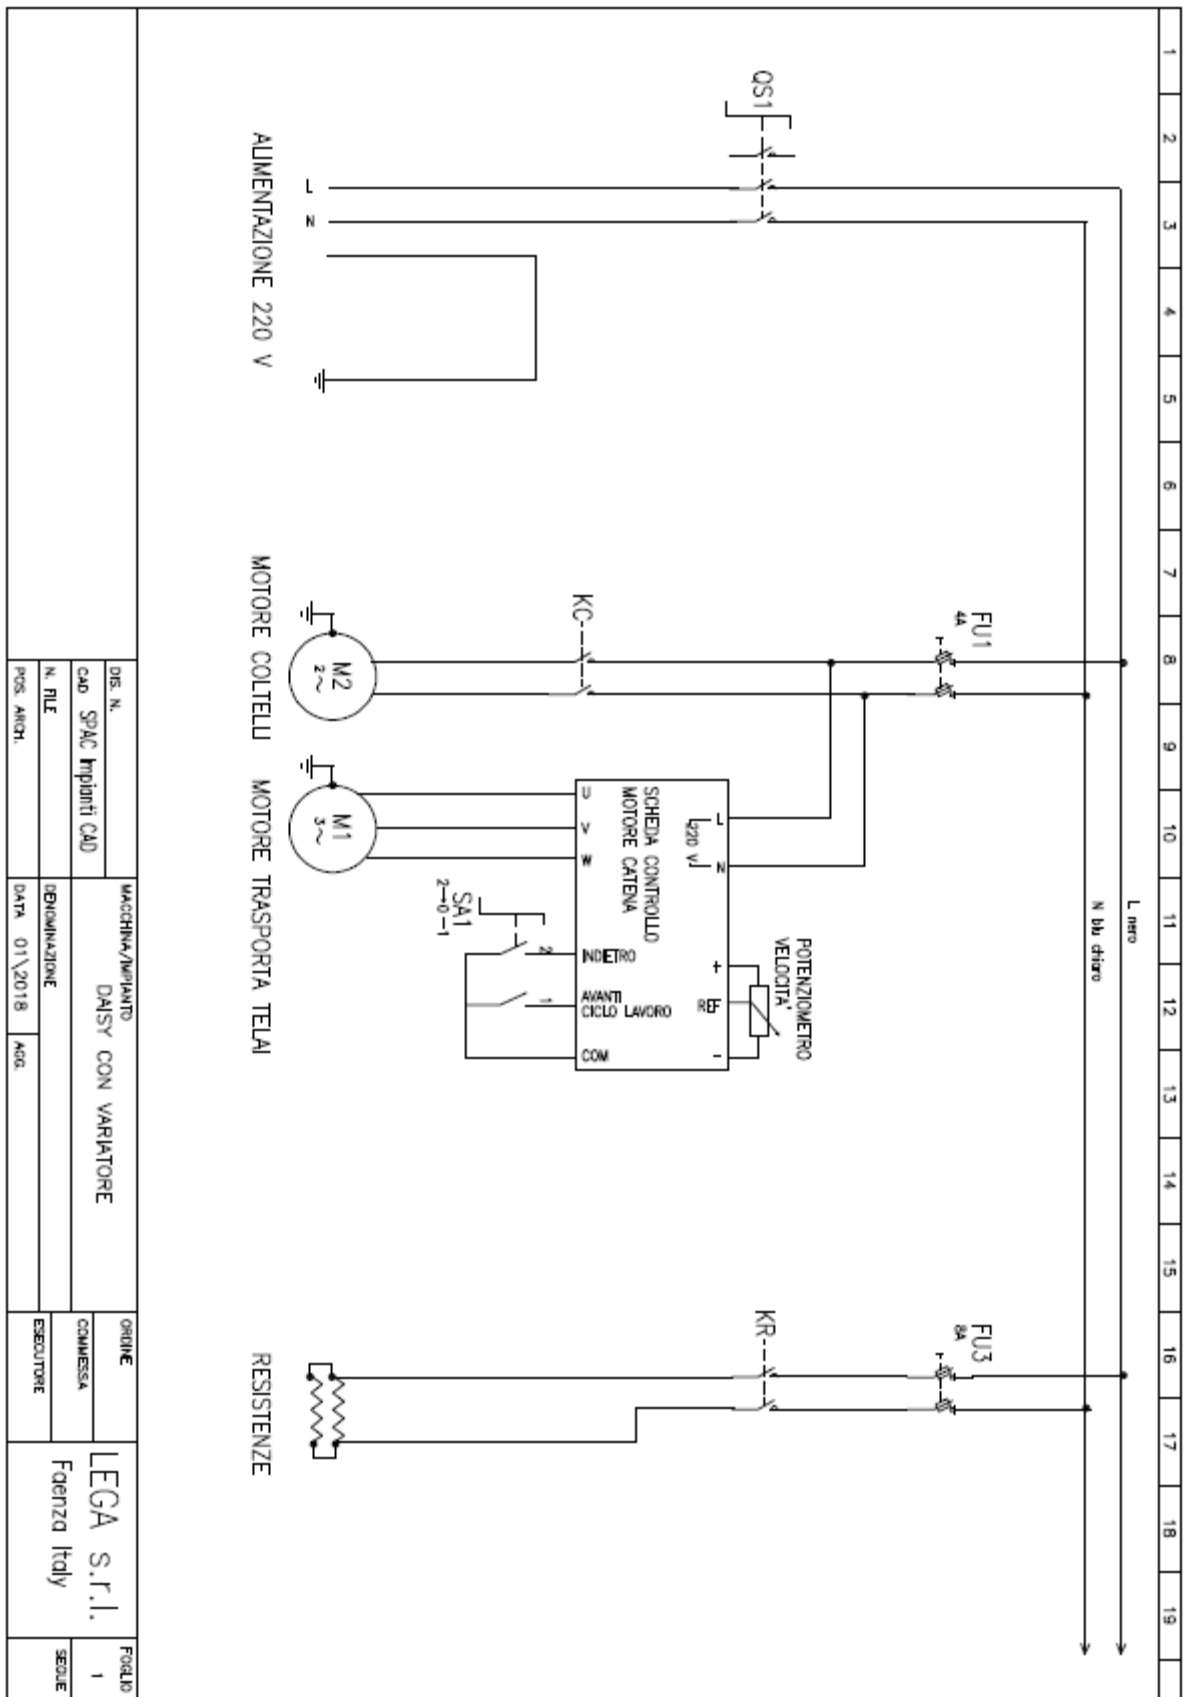 1 2 3 4 5 6 7 8 9 10 11 12 13 14 15 16 17 18 19
L nero
N blu chiaro
QS1
L
N
ALIMENTAZIONE 220 V
FU1
4A
KC
M2
2~
MOTORE COLTELLI
M1
3~
MOTORE TRASPORTA TELAI
L N
220 V
SCHEDA CONTROLLO
MOTORE CATENA
U V W
POTENZIOMETRO
VELOCITA'
+ REF -
INDIETRO
AVANTI
CICLO LAVORO
COM
2 1
SA1
2→0-1
FU3
8A
KR
RESISTENZE
DIS. N.
CAD SPAC Impianti CAD
N. FILE
POS. ARCH.
MACCHINA/IMPIANTO
DAISY CON VARIATORE
DENOMINAZIONE
DATA 01\2018
AGG.
ORDINE
COMMESSA
ESECUTORE
LEGA s.r.l.
Faenza Italy
FOGLIO
1
SEGUE